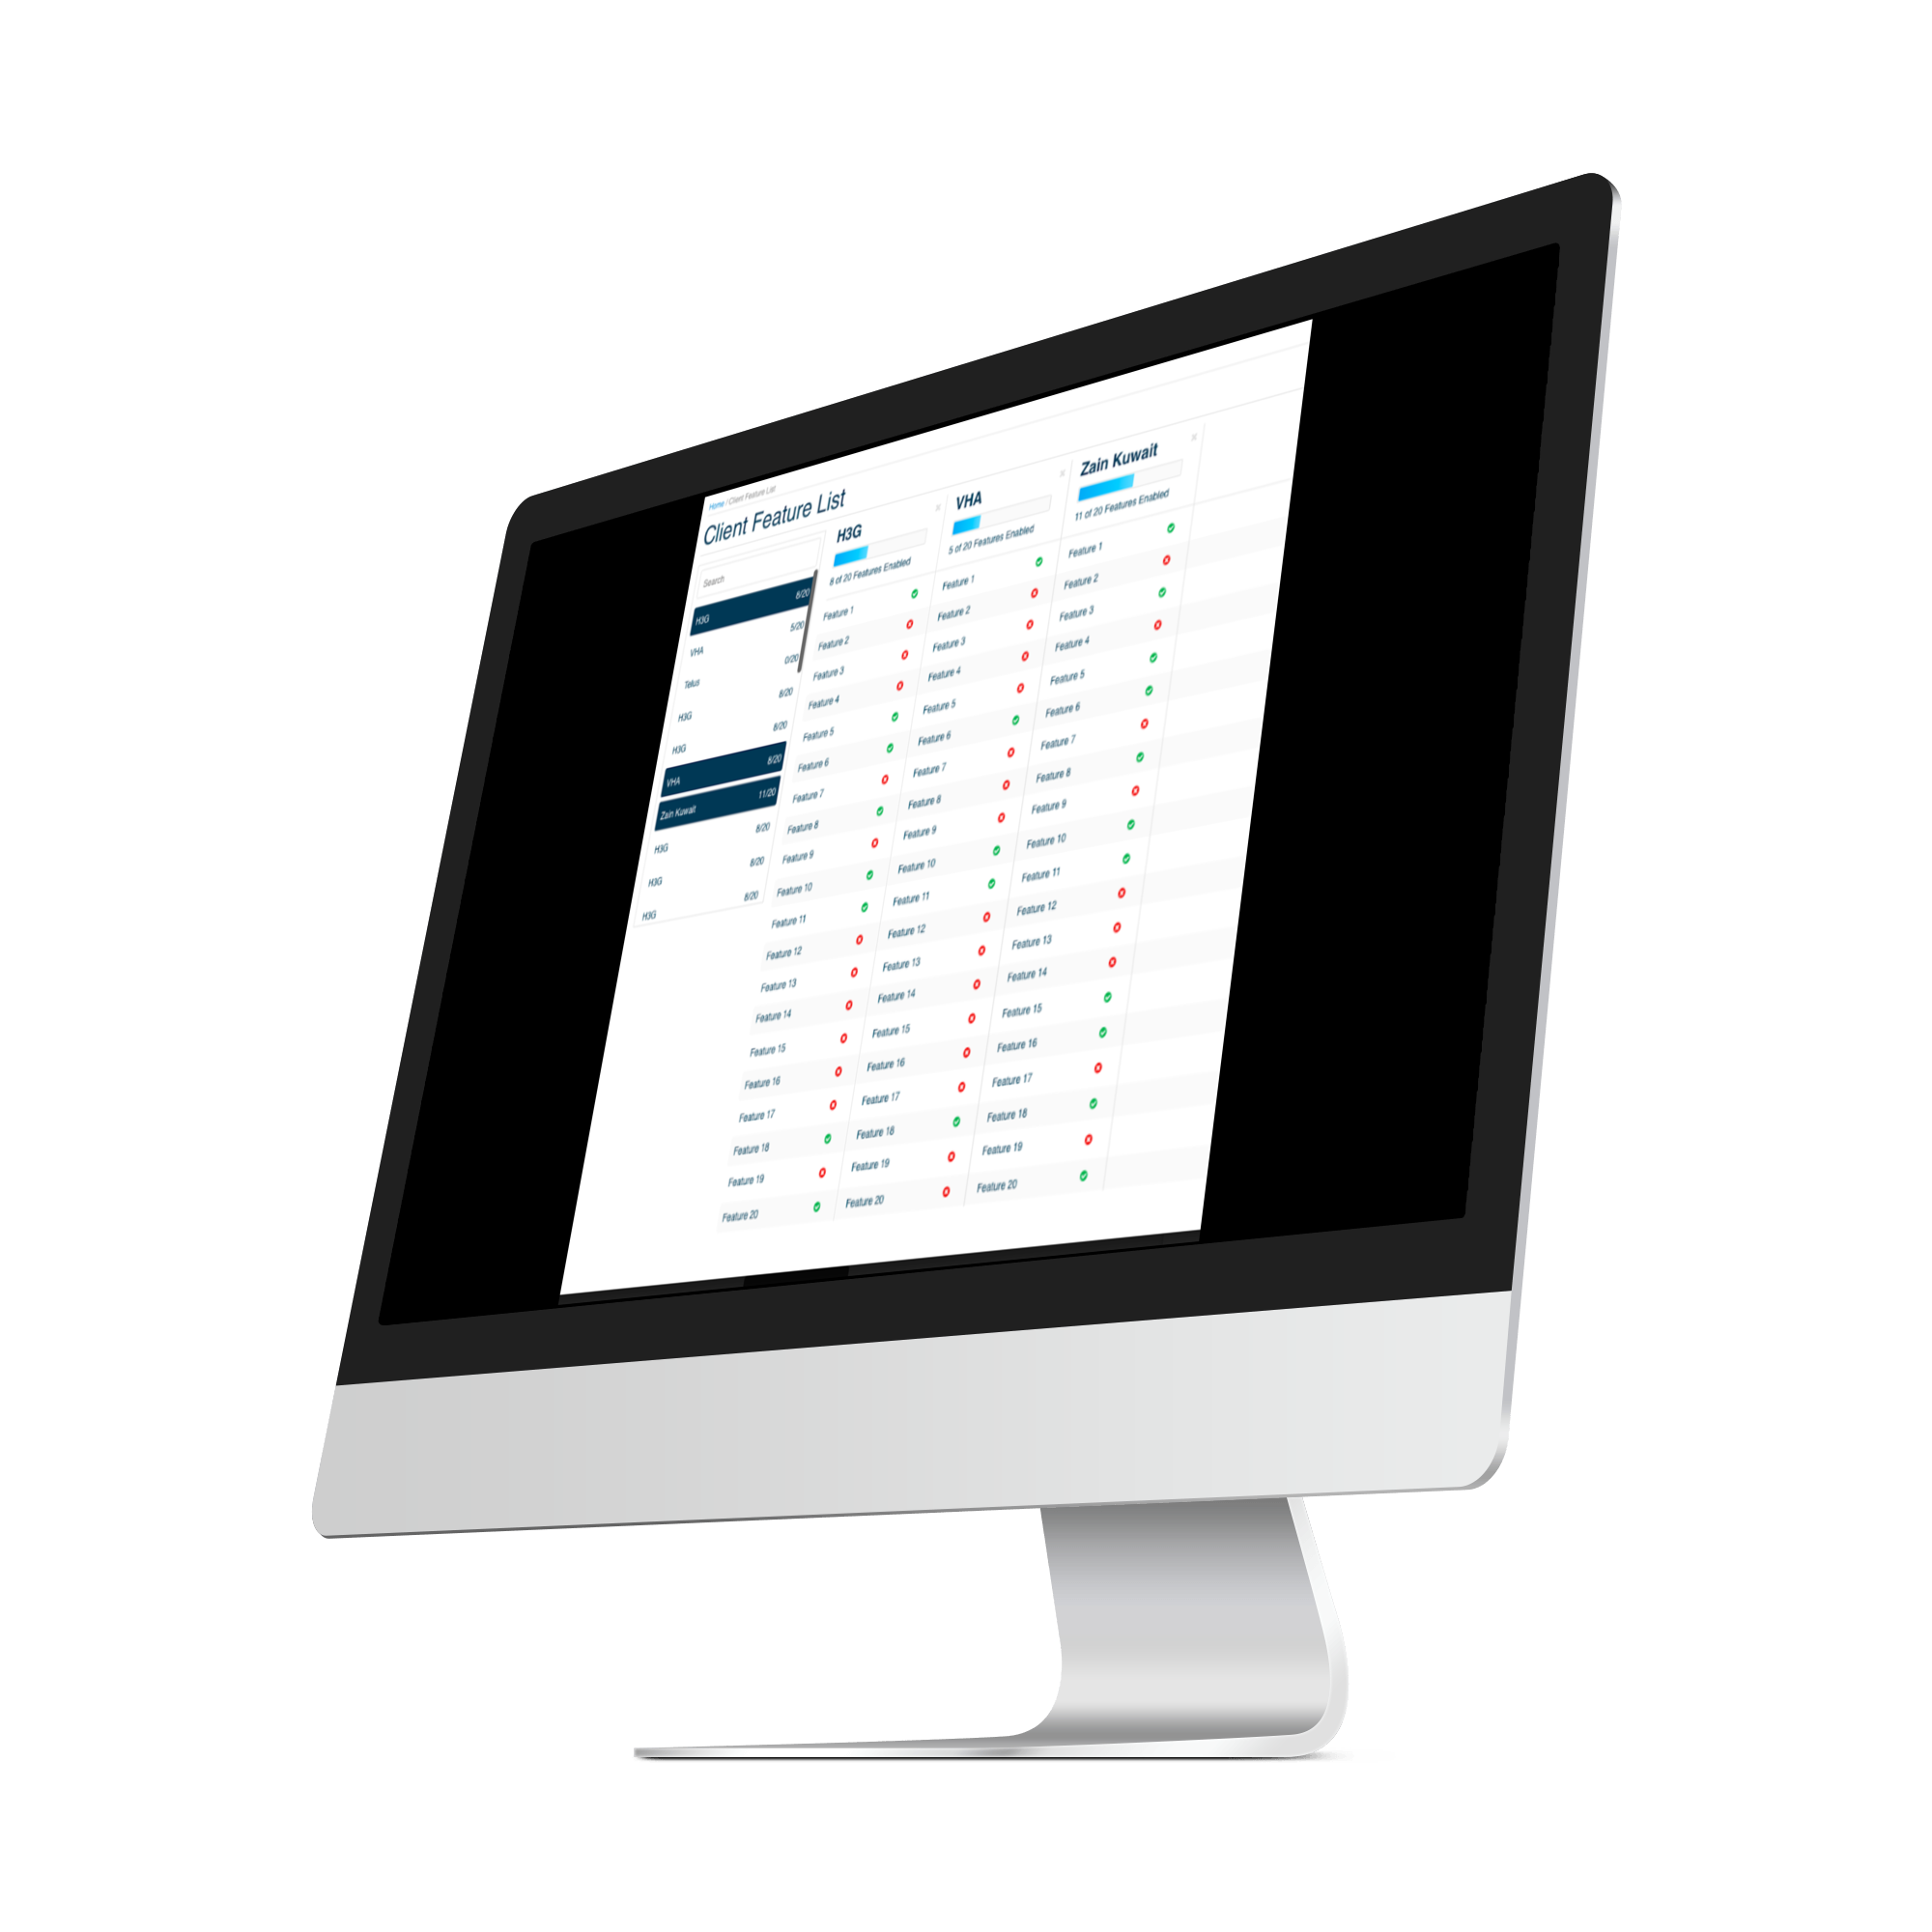 Home / Client Feature List
Client Feature List
Search
H3G 8/20
VHA 5/20
Telus 0/20
H3G 8/20
H3G 8/20
VHA 8/20
Zain Kuwait 11/20
H3G 8/20
H3G 8/20
H3G 8/20
H3G
8 of 20 Features Enabled
Feature 1
Feature 2
Feature 3
Feature 4
Feature 5
Feature 6
Feature 7
Feature 8
Feature 9
Feature 10
Feature 11
Feature 12
Feature 13
Feature 14
Feature 15
Feature 16
Feature 17
Feature 18
Feature 19
Feature 20
VHA
5 of 20 Features Enabled
Feature 1
Feature 2
Feature 3
Feature 4
Feature 5
Feature 6
Feature 7
Feature 8
Feature 9
Feature 10
Feature 11
Feature 12
Feature 13
Feature 14
Feature 15
Feature 16
Feature 17
Feature 18
Feature 19
Feature 20
Zain Kuwait
11 of 20 Features Enabled
Feature 1
Feature 2
Feature 3
Feature 4
Feature 5
Feature 6
Feature 7
Feature 8
Feature 9
Feature 10
Feature 11
Feature 12
Feature 13
Feature 14
Feature 15
Feature 16
Feature 17
Feature 18
Feature 19
Feature 20